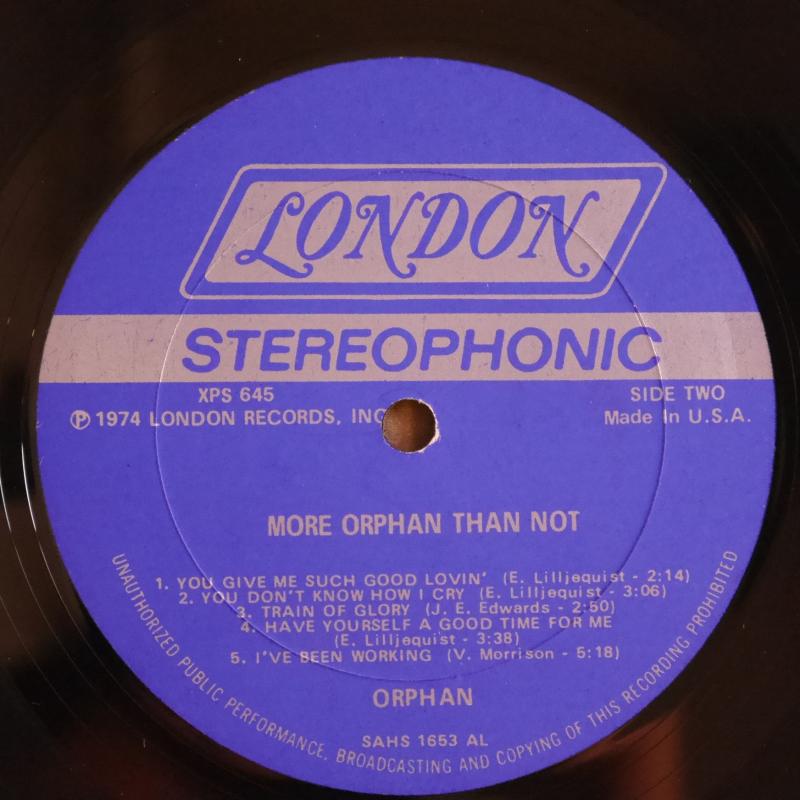 LONDON
STEREOPHONIC
XPS 645
SIDE TWO
℗ 1974 LONDON RECORDS, INC
Made In U.S.A.
MORE ORPHAN THAN NOT
1. YOU GIVE ME SUCH GOOD LOVIN' (E. Lilljequist - 2:14)
2. YOU DON'T KNOW HOW I CRY (E. Lilljequist - 3:06)
3. TRAIN OF GLORY (J. E. Edwards - 2:50)
4. HAVE YOURSELF A GOOD TIME FOR ME
(E. Lilljequist - 3:38)
5. I'VE BEEN WORKING (V. Morrison - 5:18)
ORPHAN
SAHS 1653 AL
UNAUTHORIZED PUBLIC PERFORMANCE, BROADCASTING AND COPYING OF THIS RECORDING PROHIBITED